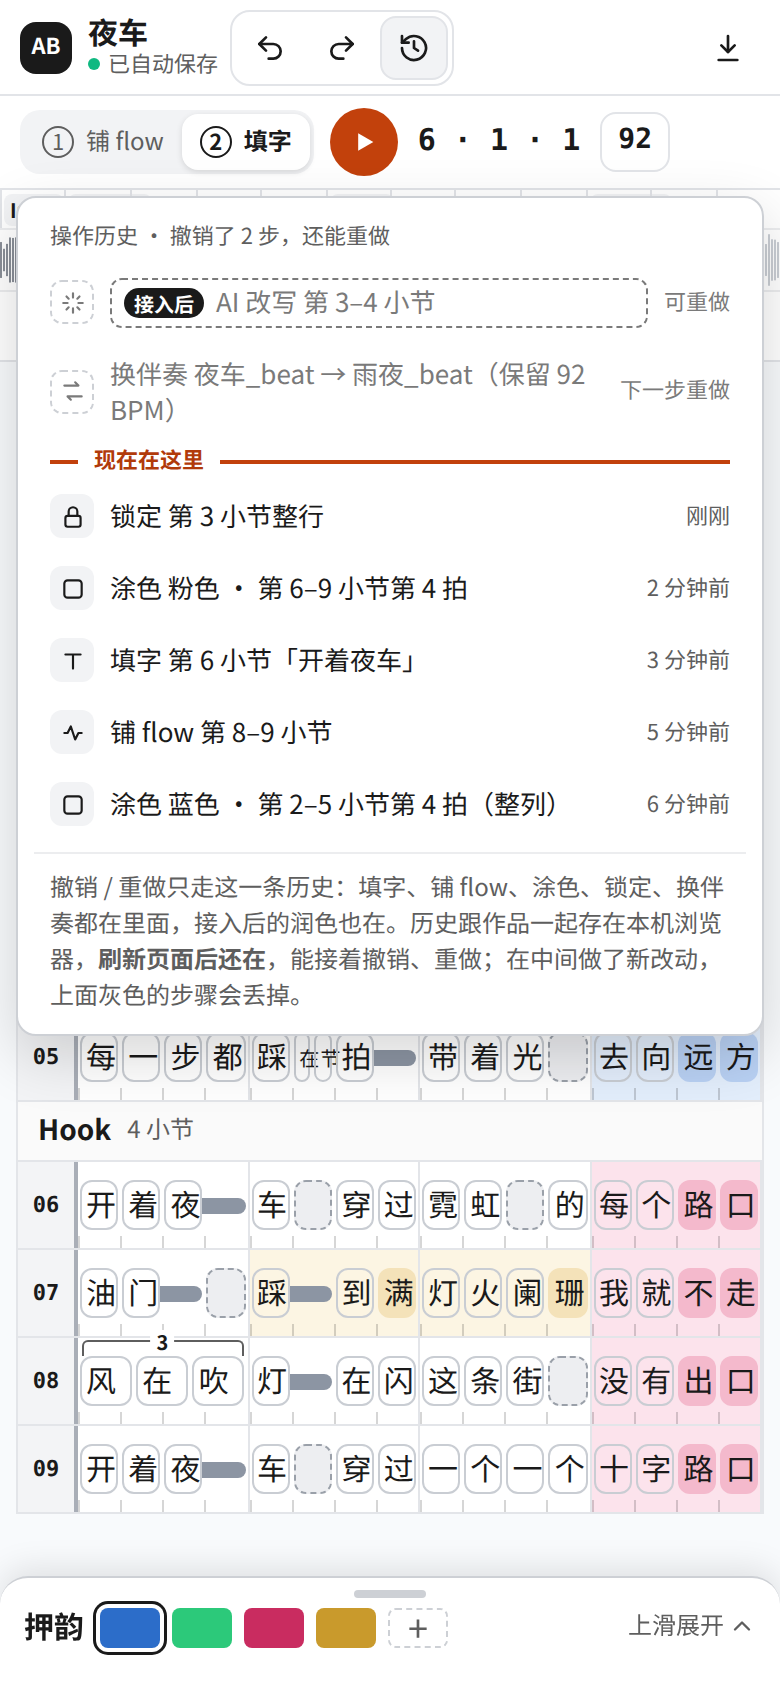 AB 夜车
已自动保存
1 铺 flow 2 填字 6 · 1 · 1 92
操作历史 · 撤销了 2 步，还能重做
接入后 AI 改写 第 3–4 小节 可重做
换伴奏 夜车_beat → 雨夜_beat（保留 92 BPM） 下一步重做
现在在这里
锁定 第 3 小节整行 刚刚
涂色 粉色 · 第 6–9 小节第 4 拍 2 分钟前
填字 第 6 小节「开着夜车」 3 分钟前
铺 flow 第 8–9 小节 5 分钟前
涂色 蓝色 · 第 2–5 小节第 4 拍（整列） 6 分钟前
撤销 / 重做只走这一条历史：填字、铺 flow、涂色、锁定、换伴
奏都在里面，接入后的润色也在。历史跟作品一起存在本机浏览
器，刷新页面后还在，能接着撤销、重做；在中间做了新改动，
上面灰色的步骤会丢掉。
05 每一步都 踩在节拍 带着光 去向远方
Hook 4 小节
06 开着夜 车穿过 霓虹的 每个路口
07 油门 踩到满 灯火阑珊 我就不走
3
08 风在吹 灯在闪 这条街 没有出口
09 开着夜 车穿过 一个一个 十字路口
押韵 + 上滑展开